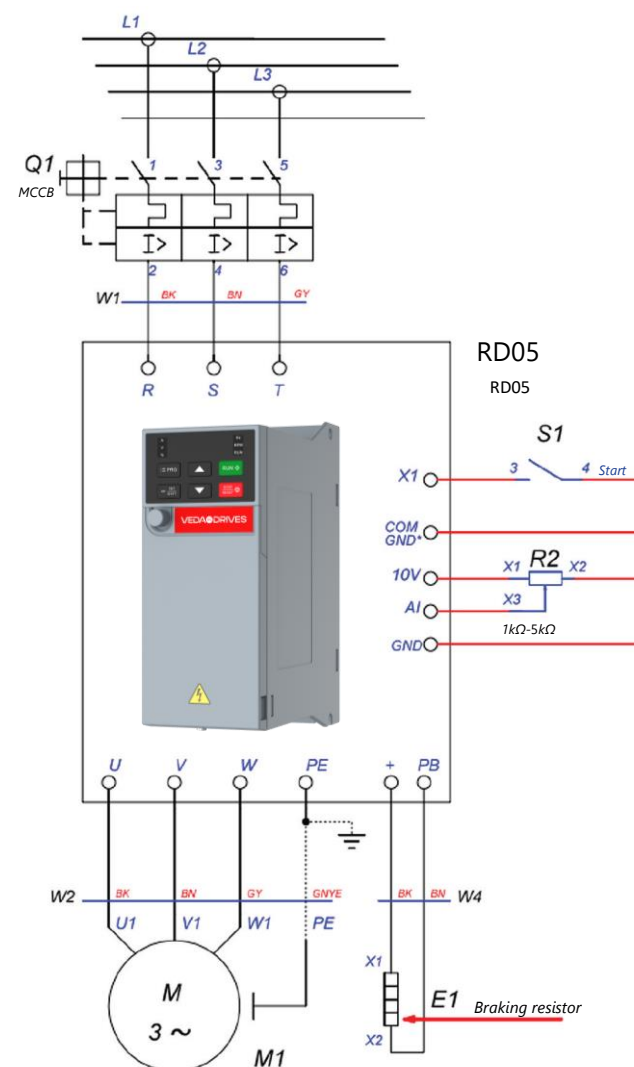 L1
L2
L3
Q1
MCCB
1 3 5
2 4 6
W1 BK BN GY
RD05
RD05
R S T
S1
X1 3 4 Start
COM
GND*
10V X1 R2 X2
AI X3
1kΩ-5kΩ
GND
PRG
RUN
VEDA DRIVES
U V W PE + PB
W2 BK BN GY GNYE BK BN W4
U1 V1 W1 PE
M
3 ~
M1
X1
E1 Braking resistor
X2